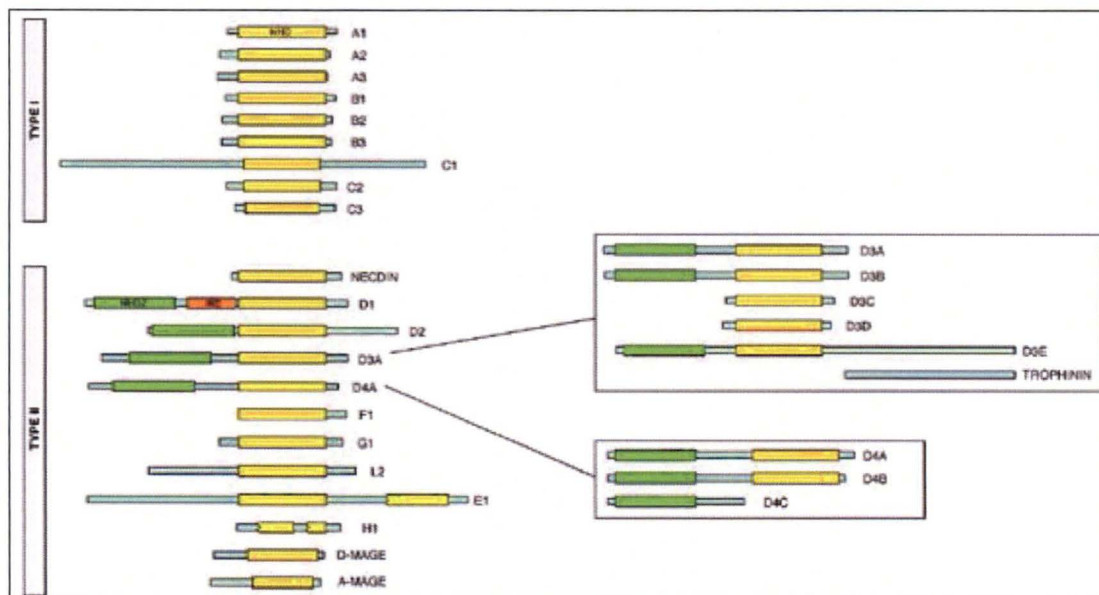 TYPE I
A1
A2
A3
B1
B2
B3
C1
C2
C3
TYPE II
NECDIN
D1
D2
D3A
D4A
F1
G1
L2
E1
H1
D-MAGE
A-MAGE
D3A
D3B
D3C
D3D
D3E
TROPHININ
D4A
D4B
D4C